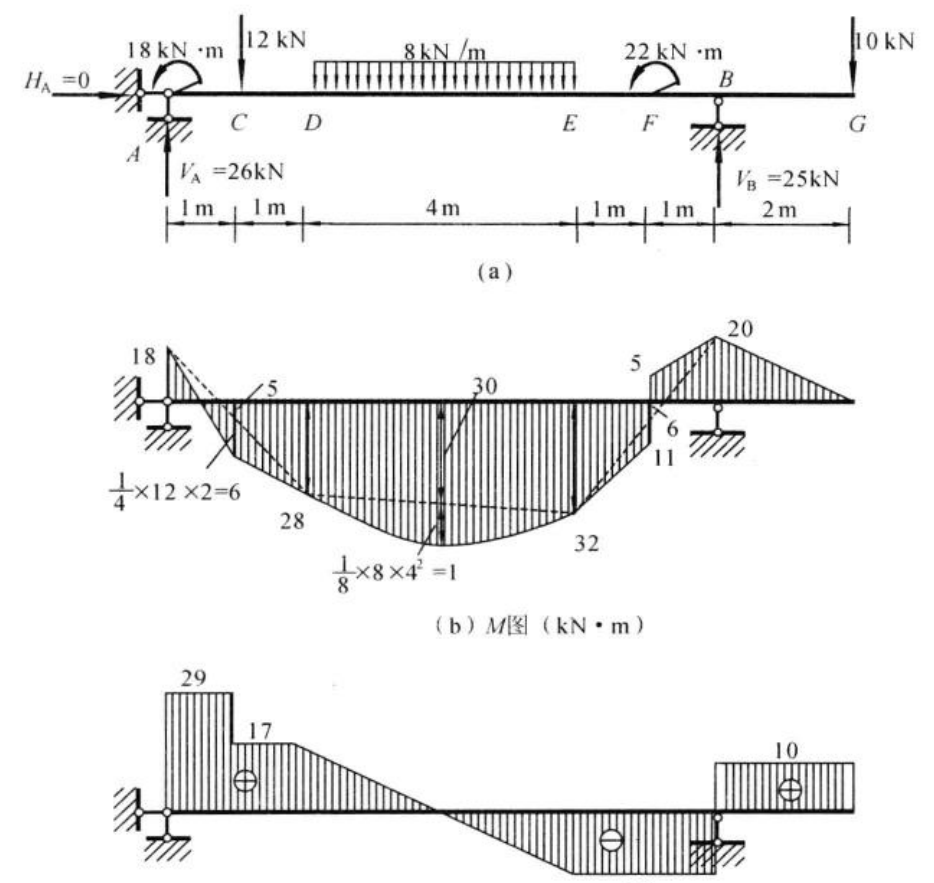 18 kN ·m
12 kN
8 kN /m
22 kN ·m
10 kN
H_A =0
B
A
C
D
E
F
G
V_A =26kN
V_B =25kN
1 m
1 m
4 m
1 m
1 m
2 m
(a)
18
5
30
5
20
6
11
1/4 ×12 ×2=6
28
32
1/8 ×8 ×4² =1
(b) M图 (kN·m)
29
17
10